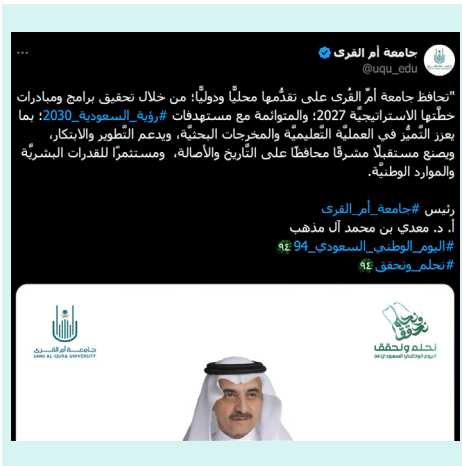 جامعة أم القرى
@uqu_edu
"تحافظ جامعة أمّ القُرى على تقدُّمها محليًّا ودوليًّا؛ من خلال تحقيق برامج ومبادرات
خطَّتها الاستراتيجيَّة 2027؛ والمتوائمة مع مستهدفات #رؤية_السعودية_2030؛ بما
يعزز التَّميُّز في العمليَّة التَّعليميَّة والمخرجات البحثيَّة، ويدعم التَّطوير والابتكار،
ويصنع مستقبلًا مشرقًا محافظًا على التَّاريخ والأصالة، ومستثمرًا للقدرات البشريَّة
والموارد الوطنيَّة.
رئيس #جامعة_أم_القرى
أ. د. معدي بن محمد آل مذهب
#اليوم_الوطني_السعودي_94
#نحلم_ونحقق
نحلم ونحقق
نحلم ونحقق
اليوم الوطني السعودي 94
جامعة أم القرى
UMM AL-QURA UNIVERSITY